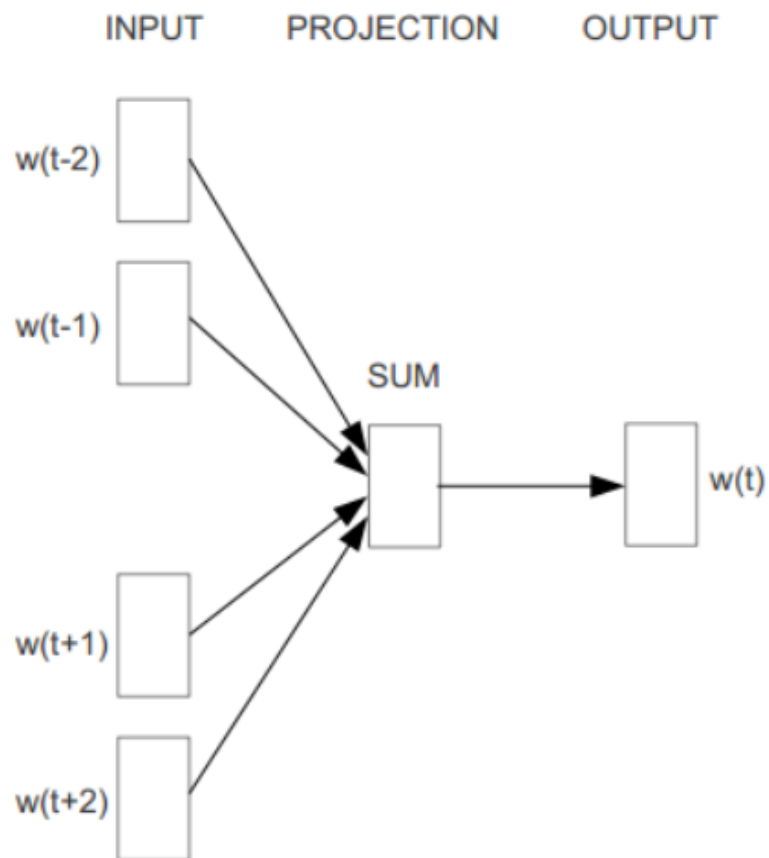 INPUT PROJECTION OUTPUT
w(t-2)
w(t-1)
SUM
w(t)
w(t+1)
w(t+2)